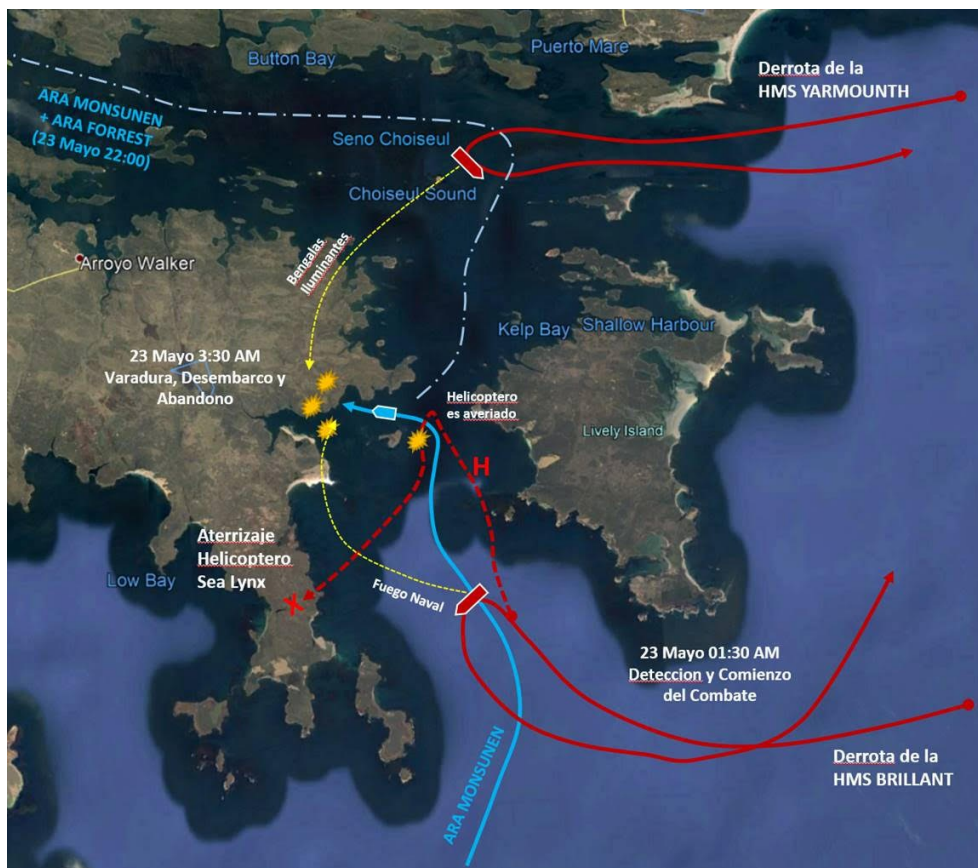 Button Bay
Puerto Mare
Derrota de la
HMS YARMOUNTH
ARA MONSUNEN
+ ARA FORREST
(23 Mayo 22:00)
Seno Choiseul
Choiseul Sound
Bengalas
Iluminantes
Arroyo Walker
Kelp Bay
Shallow Harbour
23 Mayo 3:30 AM
Varadura, Desembarco y
Abandono
Helicoptero
es averiado
Lively Island
H
Aterrizaje
Helicoptero
Sea Lynx
Low Bay
X
Fuego Naval
23 Mayo 01:30 AM
Deteccion y Comienzo
del Combate
Derrota de la
HMS BRILLANT
ARA MONSUNEN